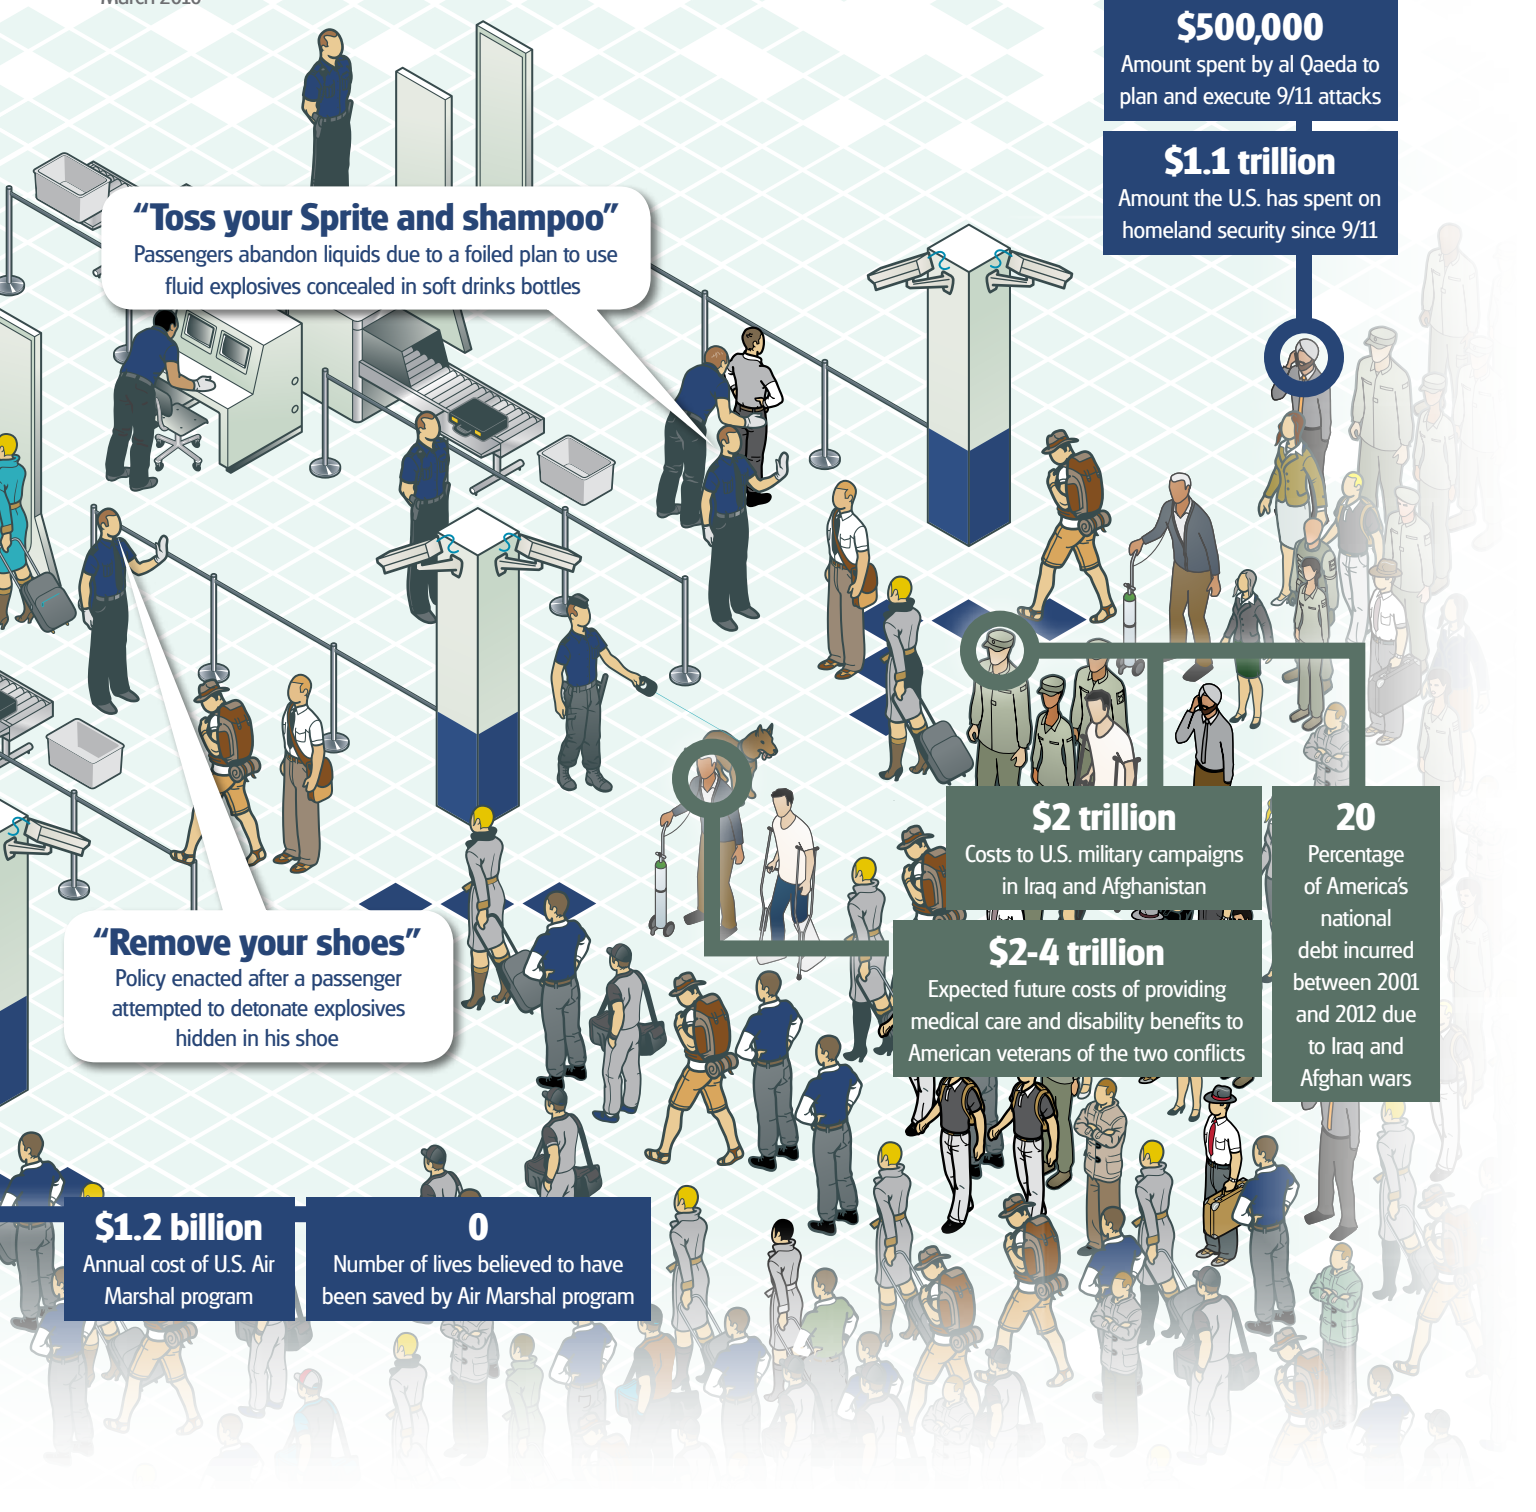 March 2010
$500,000
Amount spent by al Qaeda to
plan and execute 9/11 attacks
$1.1 trillion
Amount the U.S. has spent on
homeland security since 9/11
“Toss your Sprite and shampoo”
Passengers abandon liquids due to a foiled plan to use
fluid explosives concealed in soft drinks bottles
$2 trillion
Costs to U.S. military campaigns
in Iraq and Afghanistan
20
Percentage
of America’s
national
debt incurred
between 2001
and 2012 due
to Iraq and
Afghan wars
“Remove your shoes”
Policy enacted after a passenger
attempted to detonate explosives
hidden in his shoe
$2-4 trillion
Expected future costs of providing
medical care and disability benefits to
American veterans of the two conflicts
$1.2 billion
Annual cost of U.S. Air
Marshal program
0
Number of lives believed to have
been saved by Air Marshal program